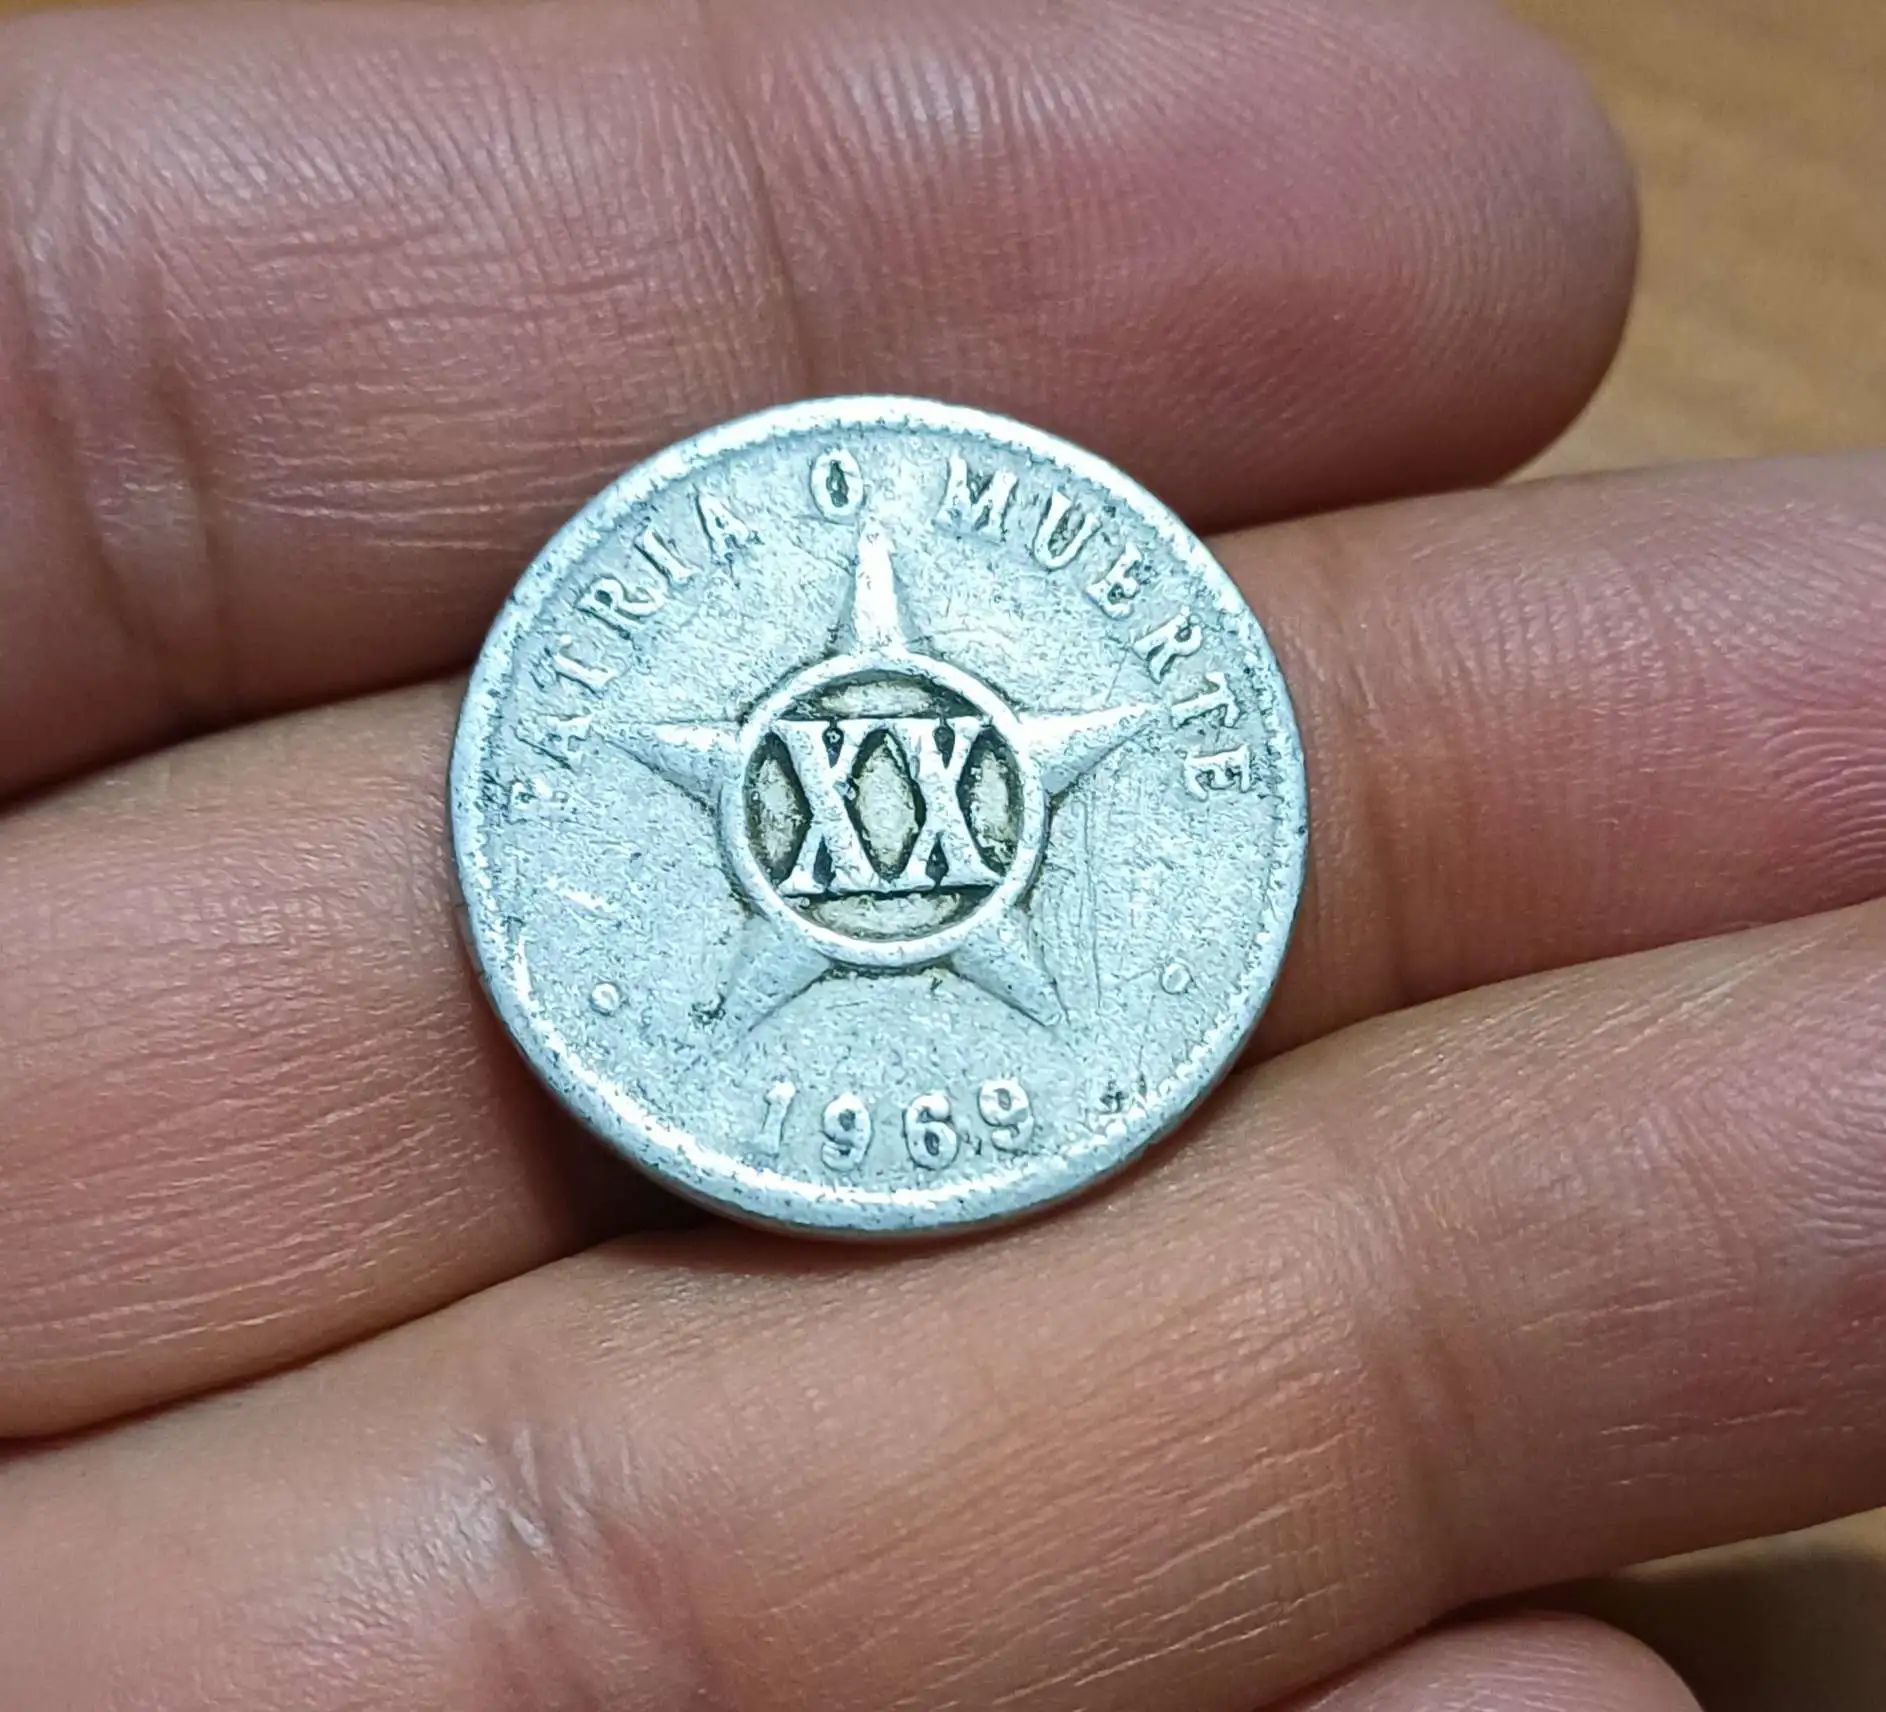 PATRIA O MUERTE
XX
1969